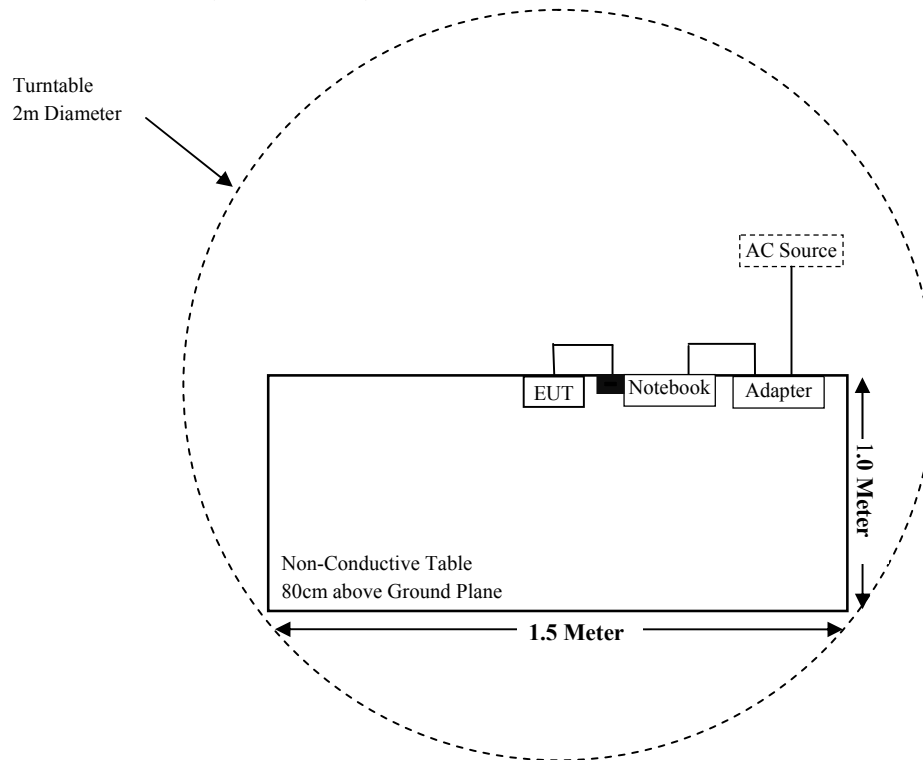 Turntable
2m Diameter
AC Source
EUT
Notebook
Adapter
1.0 Meter
Non-Conductive Table
80cm above Ground Plane
1.5 Meter